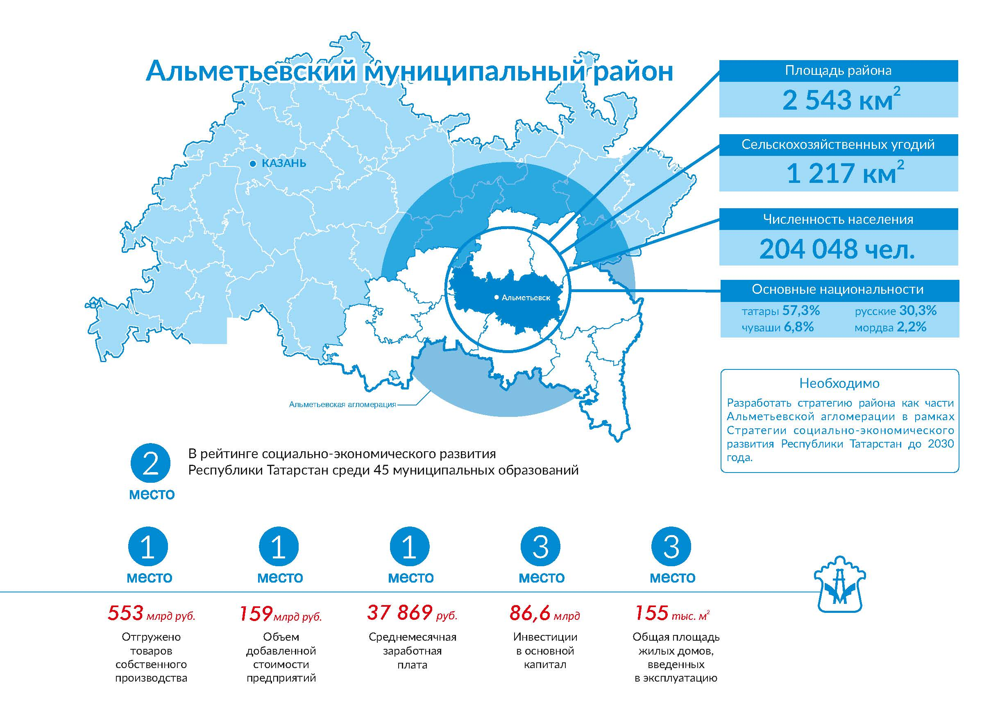 Альметьевский муниципальный район
Площадь района
2 543 км²
Сельскохозяйственных угодий
1 217 км²
Численность населения
204 048 чел.
Основные национальности
татары 57,3% русские 30,3%
чуваши 6,8% мордва 2,2%
КАЗАНЬ
Альметьевск
Альметьевская агломерация
Необходимо
Разработать стратегию района как части
Альметьевской агломерации в рамках
Стратегии социально-экономического
развития Республики Татарстан до 2030
года.
2
место
В рейтинге социально-экономического развития
Республики Татарстан среди 45 муниципальных образований
1
место
553 млрд руб.
Отгружено
товаров
собственного
производства
1
место
159 млрд руб.
Объем
добавленной
стоимости
предприятий
1
место
37 869 руб.
Среднемесячная
заработная
плата
3
место
86,6 млрд
Инвестиции
в основной
капитал
3
место
155 тыс. м²
Общая площадь
жилых домов,
введенных
в эксплуатацию